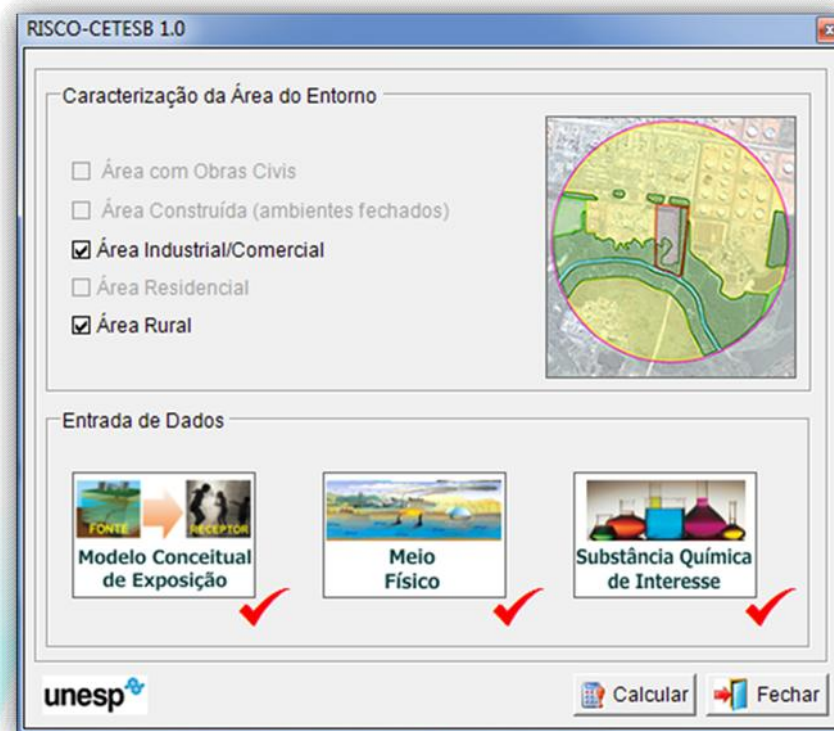 RISCO-CETESB 1.0
Caracterização da Área do Entorno
Área com Obras Civis
Área Construída (ambientes fechados)
Área Industrial/Comercial
Área Residencial
Área Rural
Entrada de Dados
FONTE
RECEPTOR
Modelo Conceitual
de Exposição
Meio
Físico
Substância Química
de Interesse
unesp
Calcular
Fechar